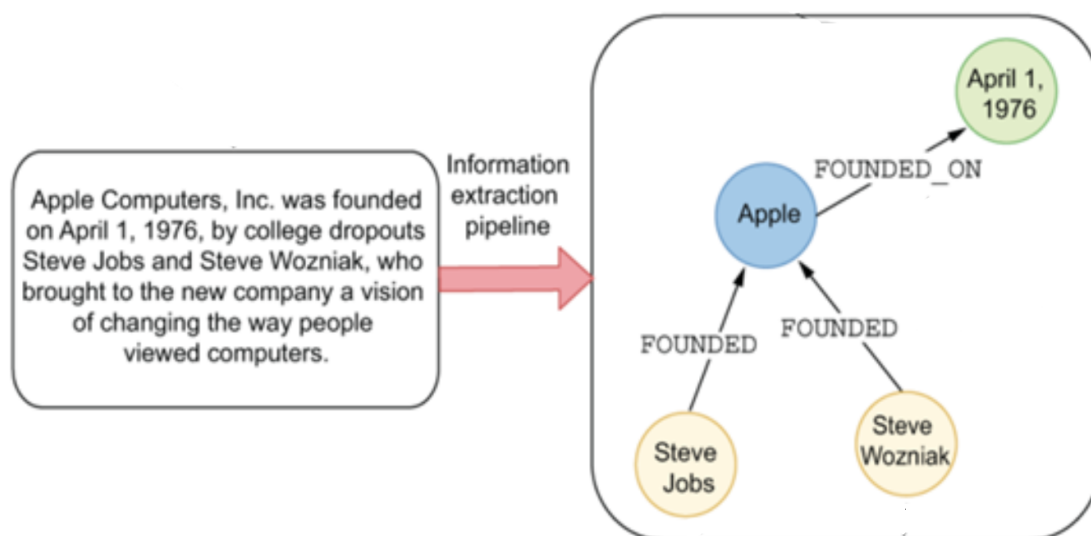 Apple Computers, Inc. was founded
on April 1, 1976, by college dropouts
Steve Jobs and Steve Wozniak, who
brought to the new company a vision
of changing the way people
viewed computers.
Information
extraction
pipeline
April 1,
1976
FOUNDED_ON
Apple
FOUNDED
FOUNDED
Steve
Jobs
Steve
Wozniak